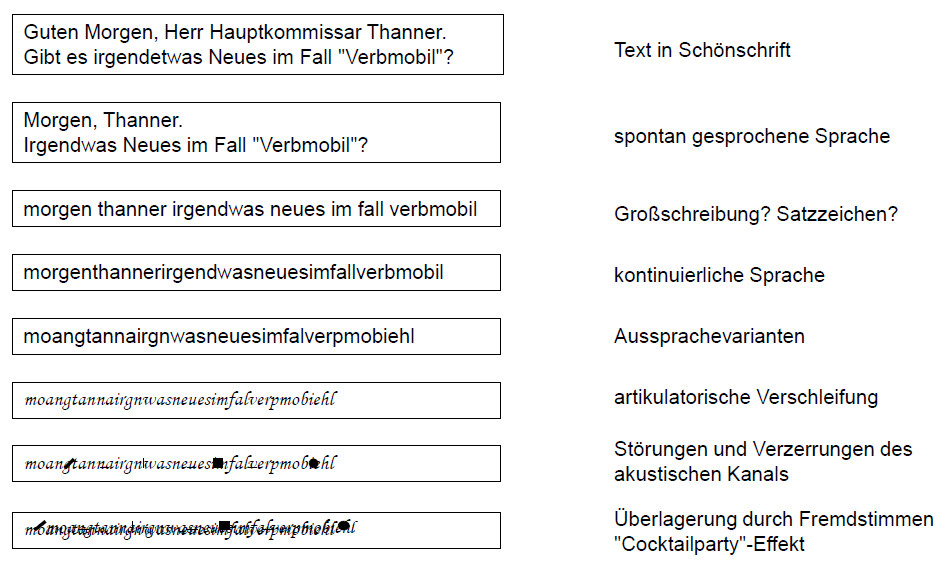 Guten Morgen, Herr Hauptkommissar Thanner.
Gibt es irgendetwas Neues im Fall "Verbmobil"?
Text in Schönschrift
Morgen, Thanner.
Irgendwas Neues im Fall "Verbmobil"?
spontan gesprochene Sprache
morgen thanner irgendwas neues im fall verbmobil
Großschreibung? Satzzeichen?
morgenthannerirgendwasneuesimfallverbmobil
kontinuierliche Sprache
moangtannairgnwasneuesimfalverpmobiehl
Aussprachevarianten
moangtannairgnwasneuesimfalverpmobiehl
artikulatorische Verschleifung
moangtannairgnwasneuesimfalverpmobiehl
Störungen und Verzerrungen des
akustischen Kanals
moangtannairgnwasneuesimfalverpmobiehl
Überlagerung durch Fremdstimmen
"Cocktailparty"-Effekt